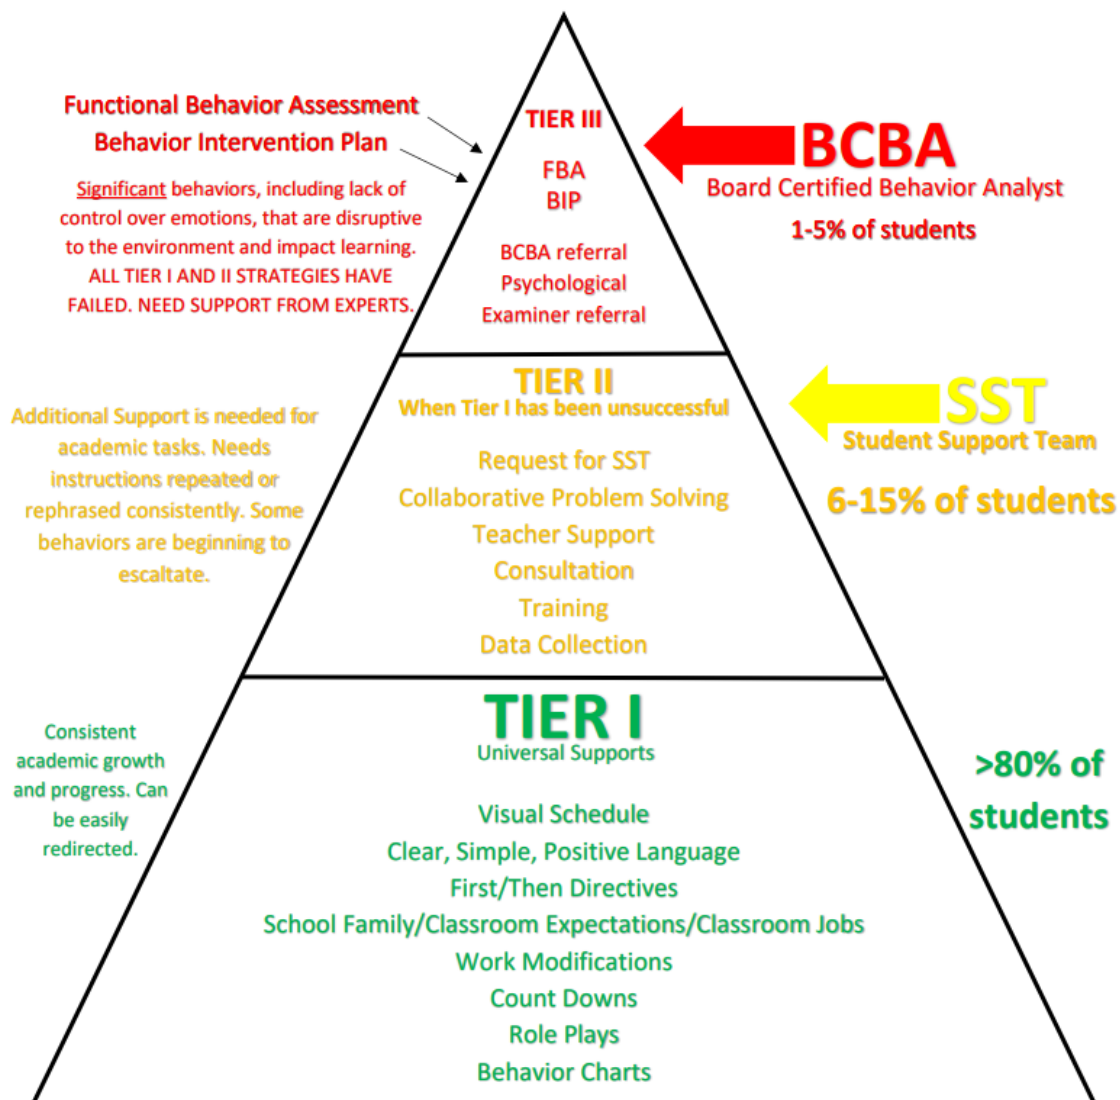 Functional Behavior Assessment
Behavior Intervention Plan
Significant behaviors, including lack of
control over emotions, that are disruptive
to the environment and impact learning.
ALL TIER I AND II STRATEGIES HAVE
FAILED. NEED SUPPORT FROM EXPERTS.
TIER III
FBA
BIP
BCBA referral
Psychological
Examiner referral
BCBA
Board Certified Behavior Analyst
1-5% of students
Additional Support is needed for
academic tasks. Needs
instructions repeated or
rephrased consistently. Some
behaviors are beginning to
escaltate.
TIER II
When Tier I has been unsuccessful
Request for SST
Collaborative Problem Solving
Teacher Support
Consultation
Training
Data Collection
SST
Student Support Team
6-15% of students
Consistent
academic growth
and progress. Can
be easily
redirected.
TIER I
Universal Supports
Visual Schedule
Clear, Simple, Positive Language
First/Then Directives
School Family/Classroom Expectations/Classroom Jobs
Work Modifications
Count Downs
Role Plays
Behavior Charts
>80% of
students